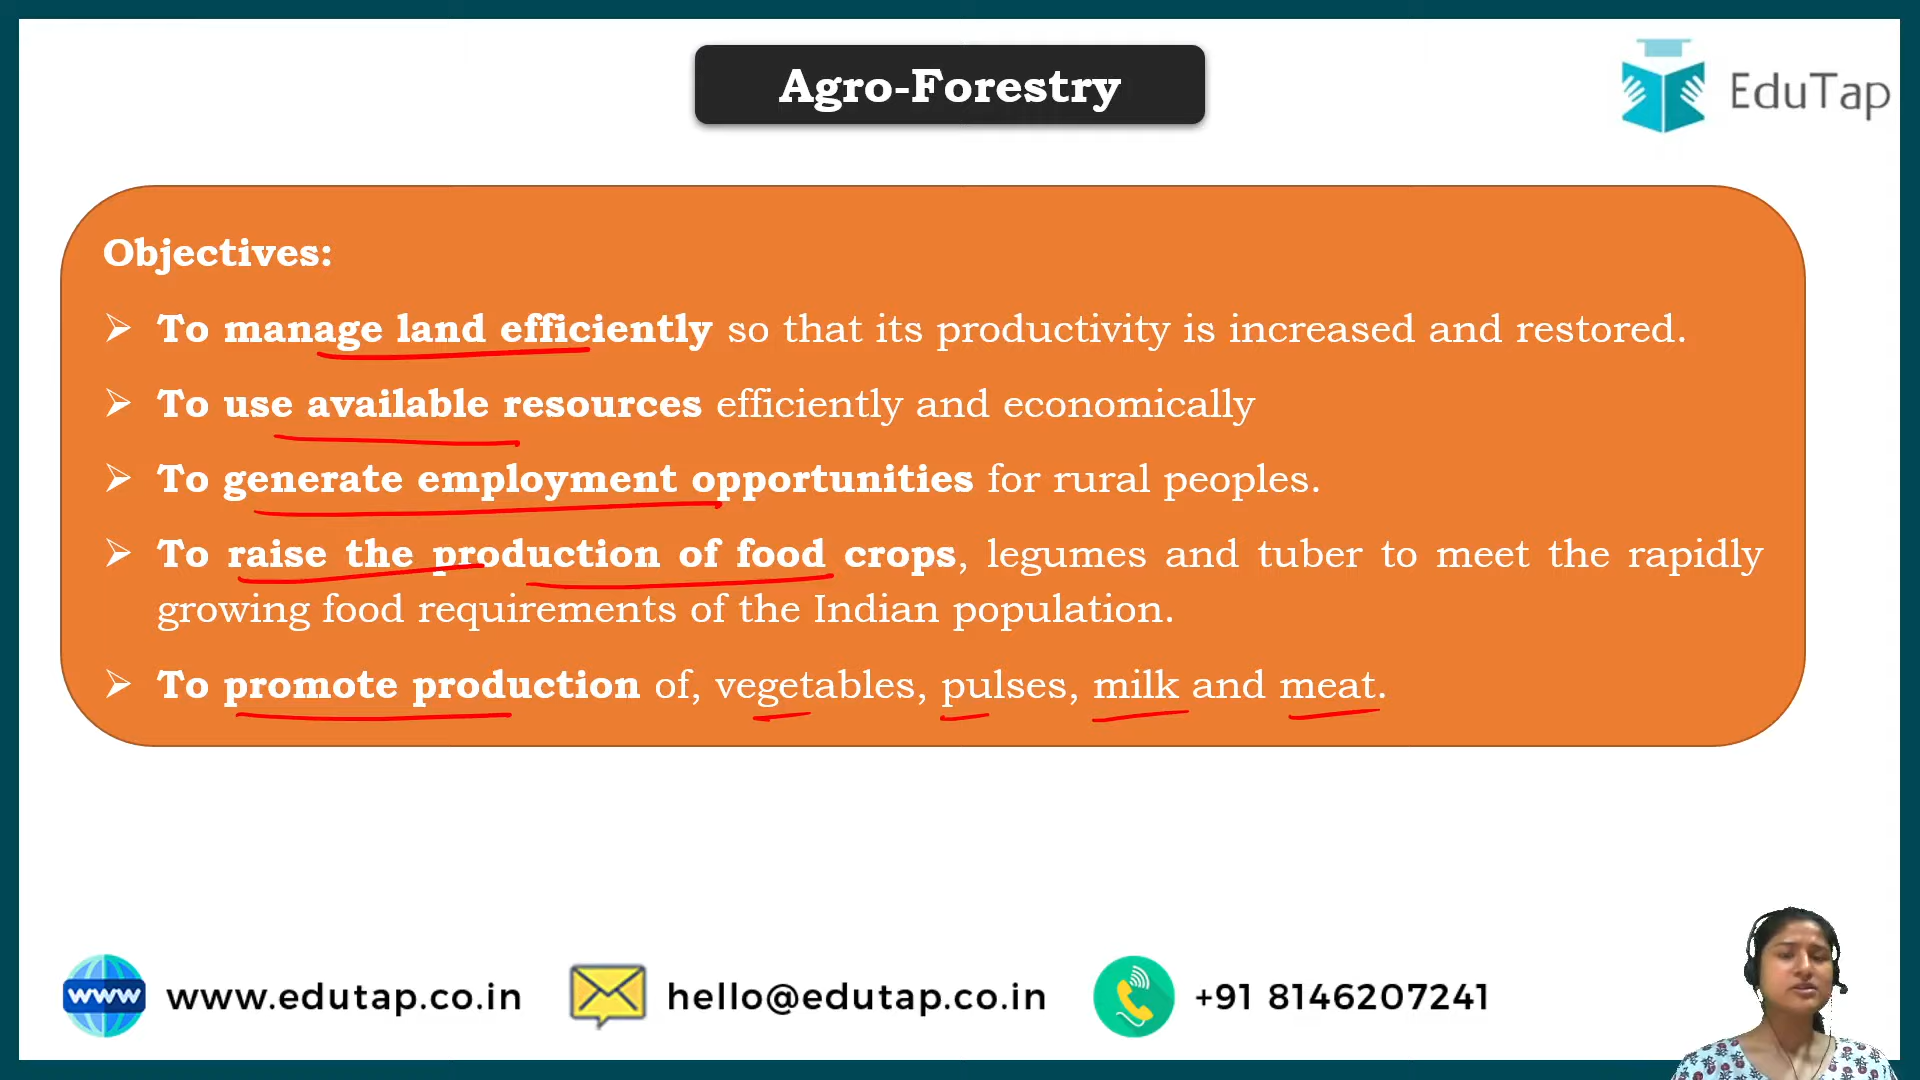 Agro-Forestry
EduTap
Objectives:
➢ To manage land efficiently so that its productivity is increased and restored.
➢ To use available resources efficiently and economically
➢ To generate employment opportunities for rural peoples.
➢ To raise the production of food crops, legumes and tuber to meet the rapidly
growing food requirements of the Indian population.
➢ To promote production of, vegetables, pulses, milk and meat.
www www.edutap.co.in hello@edutap.co.in +91 8146207241